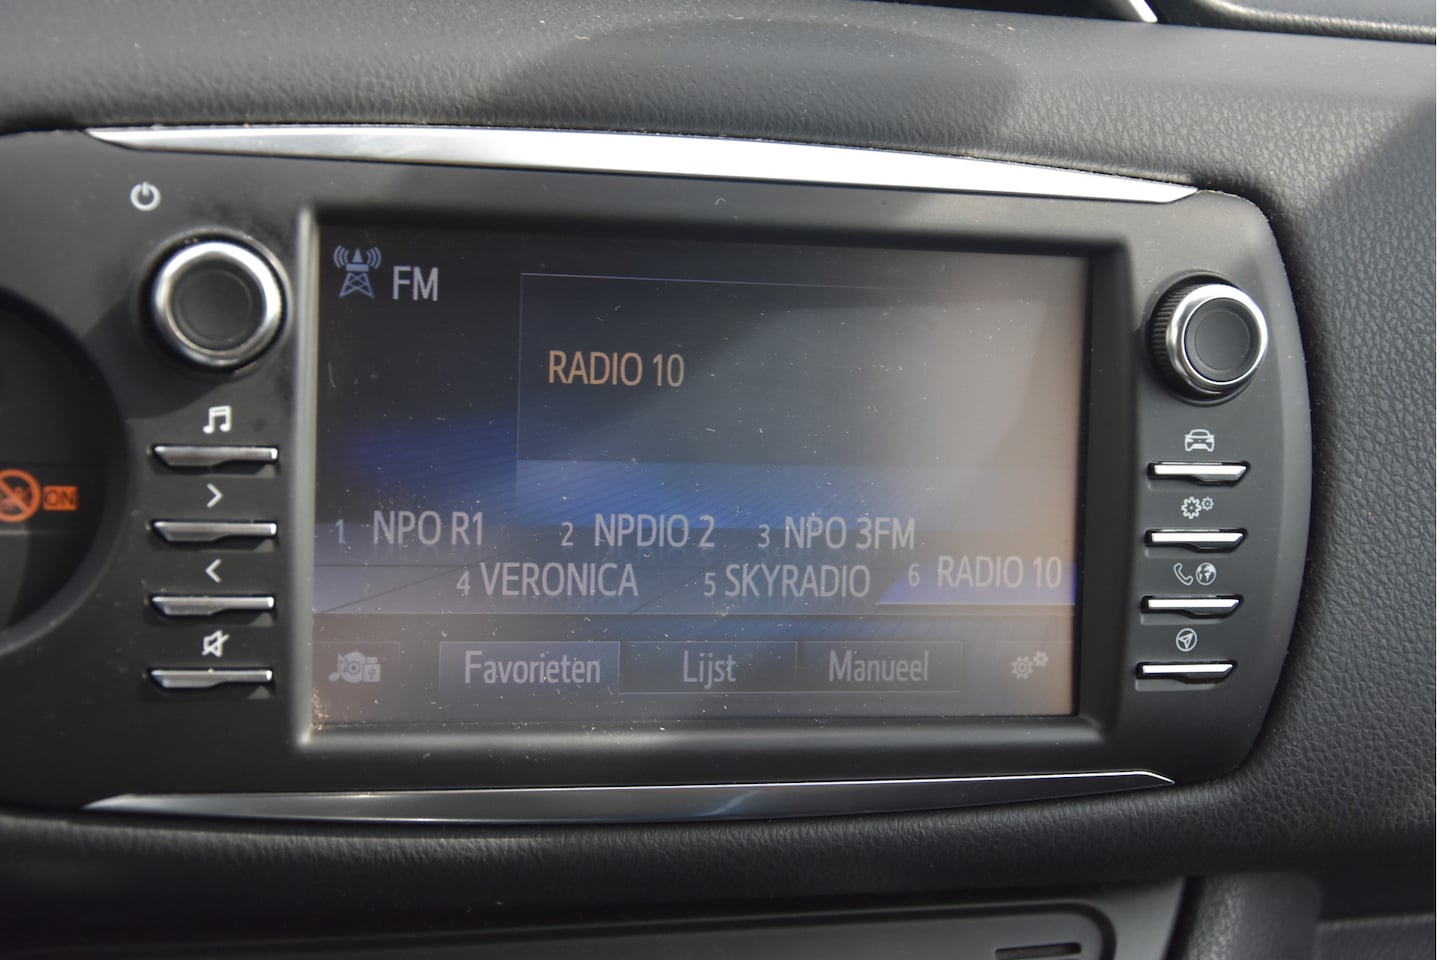 FM
RADIO 10
1 NPO R1 2 NPDIO 2 3 NPO 3FM
4 VERONICA 5 SKYRADIO 6 RADIO 10
Favorieten Lijst Manueel
ON